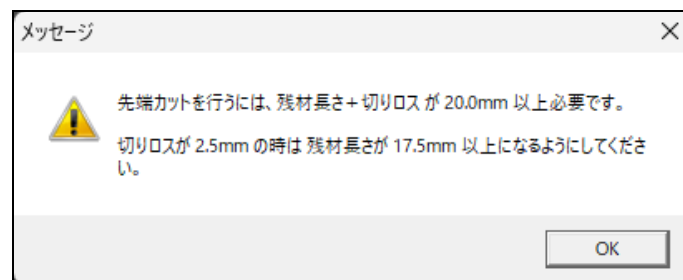 メッセージ
先端カットを行うには、残材長さ+切りロス が 20.0mm 以上必要です。
切りロスが 2.5mm の時は 残材長さが 17.5mm 以上になるようにしてくださ
い。
OK